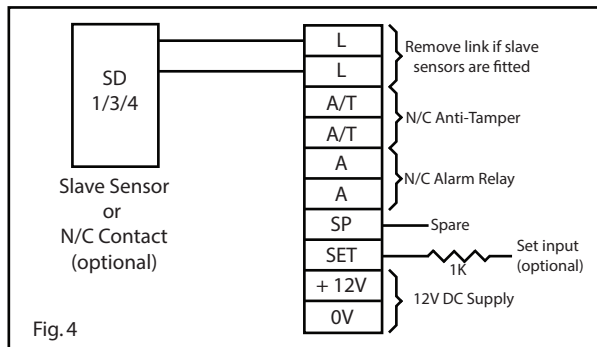 SD
1/3/4
Slave Sensor
or
N/C Contact
(optional)
Fig. 4
L
L
A/T
A/T
A
A
SP
SET
+ 12V
0V
Remove link if slave
sensors are fitted
N/C Anti-Tamper
N/C Alarm Relay
Spare
1K
Set input
(optional)
12V DC Supply